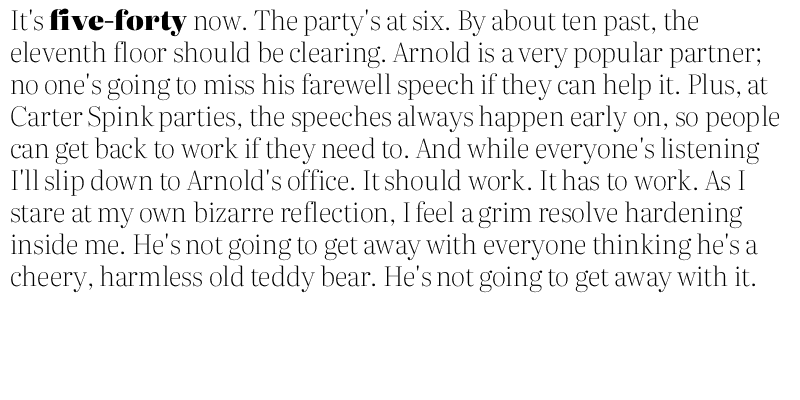 It's five-forty now. The party's at six. By about ten past, the
eleventh floor should be clearing. Arnold is a very popular partner;
no one's going to miss his farewell speech if they can help it. Plus, at
Carter Spink parties, the speeches always happen early on, so people
can get back to work if they need to. And while everyone's listening
I'll slip down to Arnold's office. It should work. It has to work. As I
stare at my own bizarre reflection, I feel a grim resolve hardening
inside me. He's not going to get away with everyone thinking he's a
cheery, harmless old teddy bear. He's not going to get away with it.